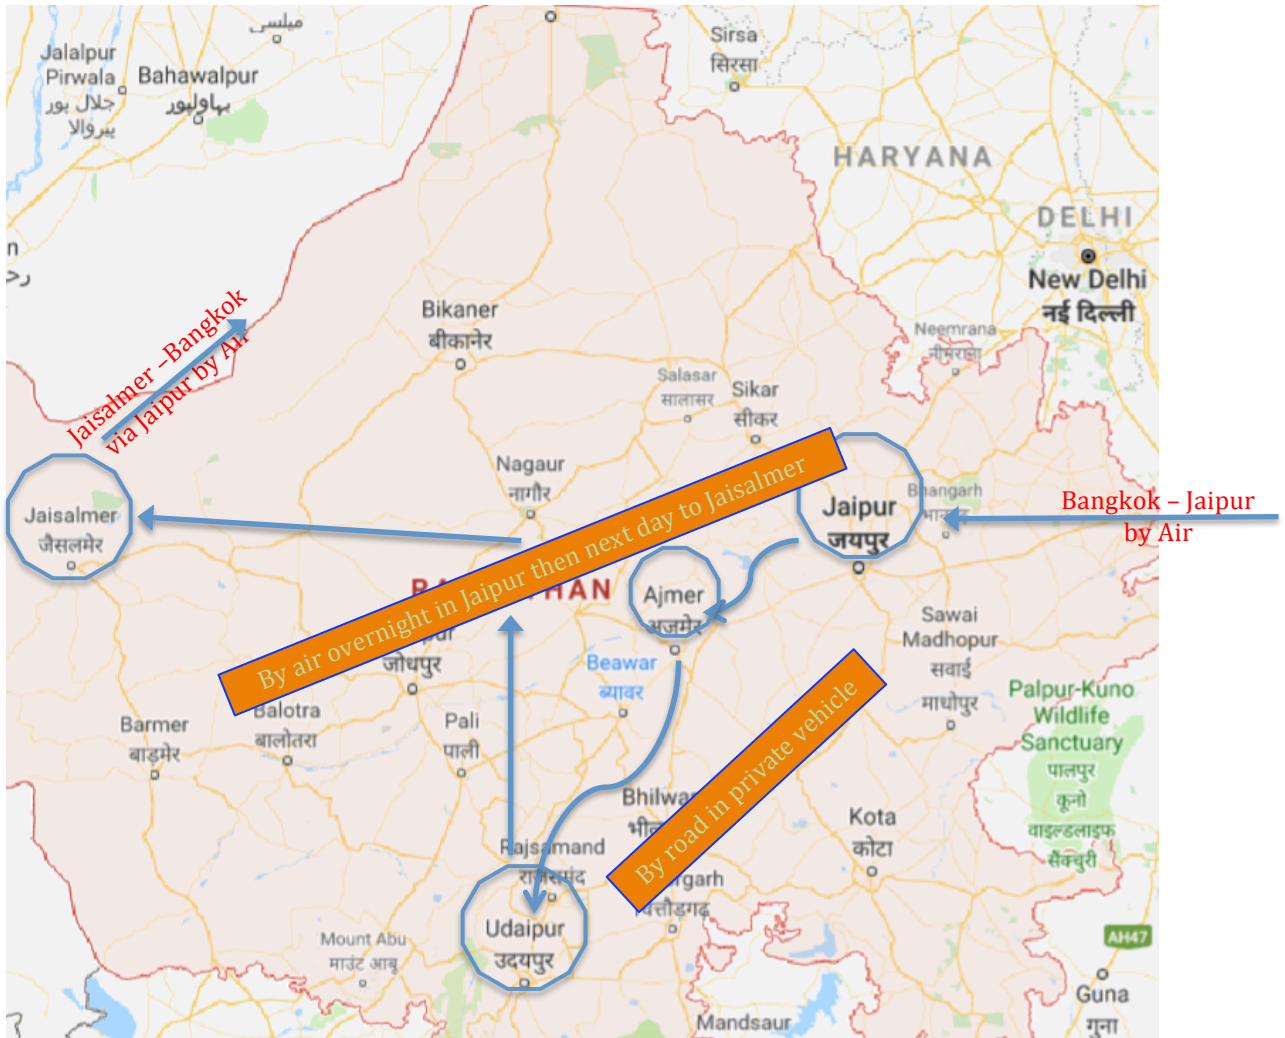 میلسی
Jalalpur
Pirwala
جلال پور
پیروالا
Bahawalpur
بہاولپور
Sirsa
सिरसा
HARYANA
DELHI
New Delhi
नई दिल्ली
Neemrana
नीमराना
Bikaner
बीकानेर
Salasar
सालासर
Sikar
सीकर
Jaisalmer –Bangkok
via Jaipur by Air
Nagaur
नागौर
Jaisalmer
जैसलमेर
Jaipur
जयपुर
Bhangarh
Bangkok – Jaipur
by Air
By air overnight in Jaipur then next day to Jaisalmer
Ajmer
अजमेर
जोधपुर
Beawar
ब्यावर
Sawai
Madhopur
सवाई
माधोपुर
Palpur-Kuno
Wildlife
Sanctuary
पालपुर
कूनो
वाइल्डलाइफ
सैंक्चुरी
Barmer
बाड़मेर
Balotra
बालोतरा
Pali
पाली
By road in private vehicle
Kota
कोटा
Rajsamand
राजसमंद
चित्तौड़गढ़
Udaipur
उदयपुर
Mount Abu
माउंट आबू
AH47
Guna
गुना
Mandsaur